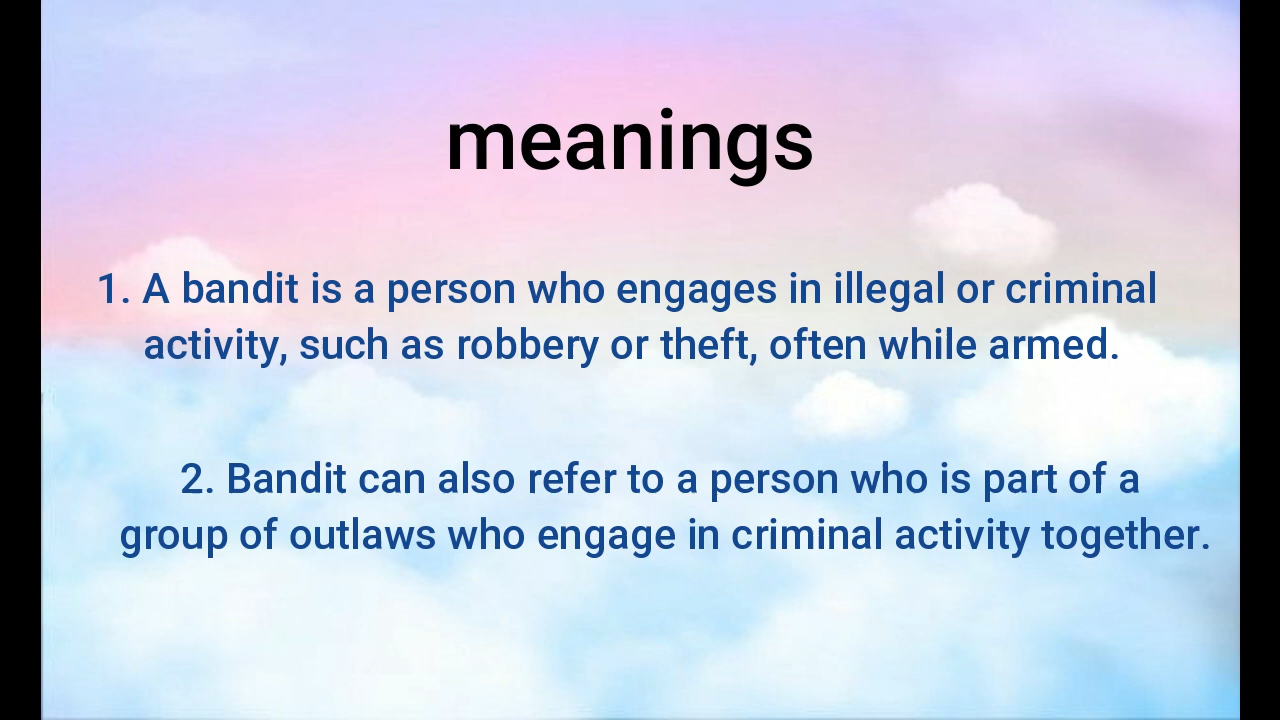 meanings
1. A bandit is a person who engages in illegal or criminal
activity, such as robbery or theft, often while armed.
2. Bandit can also refer to a person who is part of a
group of outlaws who engage in criminal activity together.